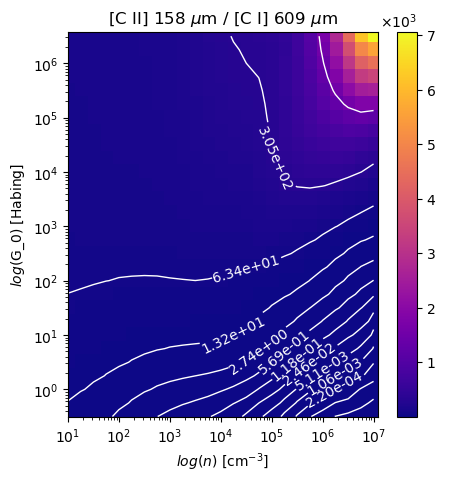 [C II] 158 μm / [C I] 609 μm
×10³
log(G_0) [Habing]
10⁶
10⁵
10⁴
10³
10²
10¹
10⁰
3.05e+02
6.34e+01
1.32e+01
2.74e+00
5.69e-01
1.18e-01
2.46e-02
5.11e-03
1.06e-03
2.20e-04
7
6
5
4
3
2
1
10¹ 10² 10³ 10⁴ 10⁵ 10⁶ 10⁷
log(n) [cm⁻³]